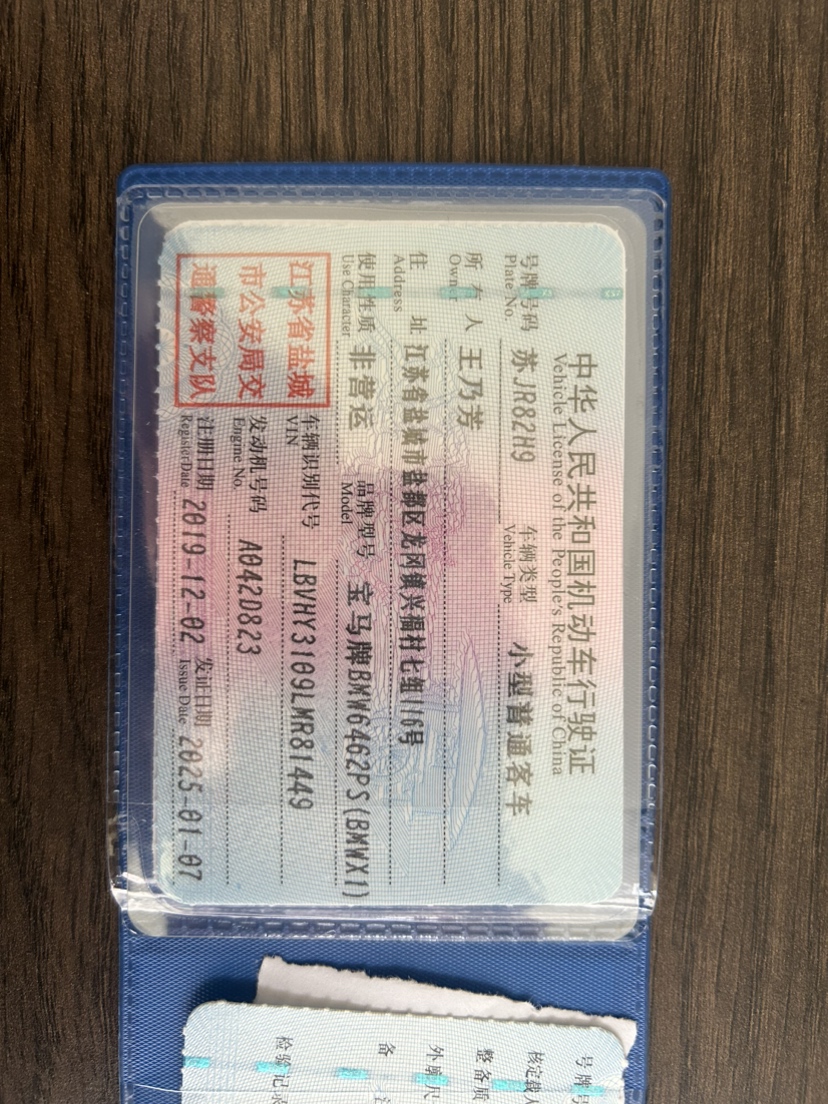 中华人民共和国机动车行驶证
Vehicle License of the People's Republic of China
号牌号码 苏JR82H9 车辆类型 小型普通客车
Plate No. Vehicle Type
所有人 王乃芳
Owner
住址 江苏省盐城市盐都区龙冈镇兴福村七组116号
Address
使用性质 非营运 品牌型号 宝马牌BMW6462PS(BMWX1)
Use Character Model
江苏省盐城
市公安局交
通警察支队
车辆识别代号 LBVHY3109LMR81449
VIN
发动机号码 A042D823
Engine No.
注册日期 2019-12-02 发证日期 2025-01-07
Register Date Issue Date
号牌号
核定载人
整备质
外廓尺
备
检验记录